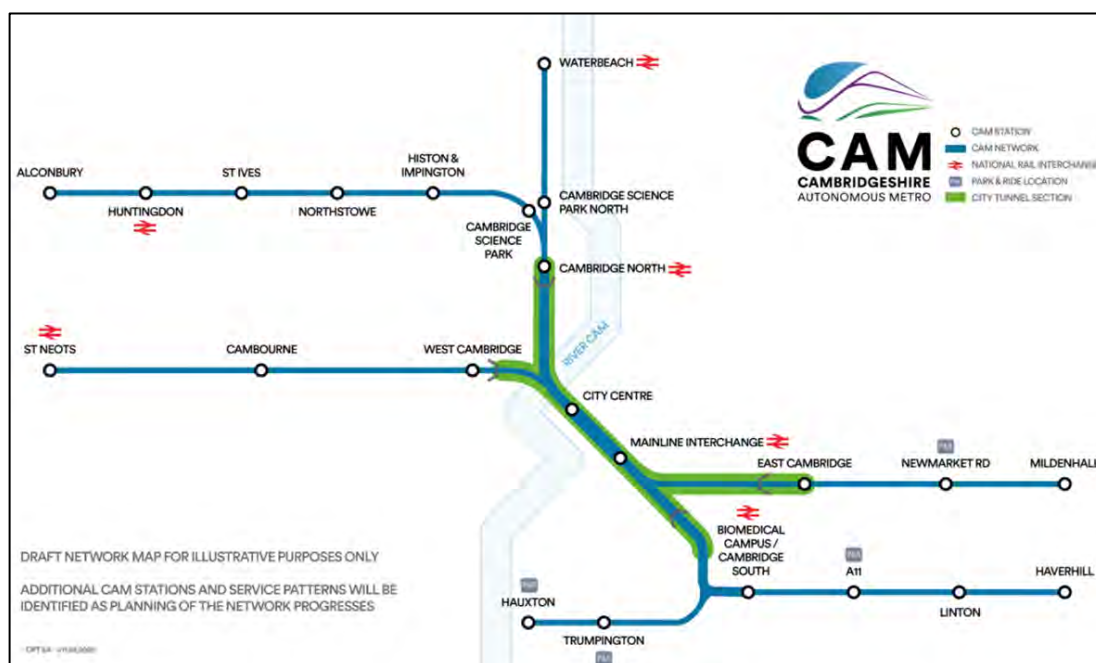 WATERBEACH
CAM
CAMBRIDGESHIRE
AUTONOMOUS METRO
CAM STATION
CAM NETWORK
NATIONAL RAIL INTERCHANGE
PARK & RIDE LOCATION
CITY TUNNEL SECTION
ALCONBURY
HUNTINGDON
ST IVES
NORTHSTOWE
HISTON &
IMPINGTON
CAMBRIDGE
SCIENCE
PARK
CAMBRIDGE SCIENCE
PARK NORTH
CAMBRIDGE NORTH
RIVER CAM
ST NEOTS
CAMBOURNE
WEST CAMBRIDGE
CITY CENTRE
MAINLINE INTERCHANGE
EAST CAMBRIDGE
NEWMARKET RD
MILDENHALL
BIOMEDICAL
CAMPUS /
CAMBRIDGE
SOUTH
A11
LINTON
HAVERHILL
HAUXTON
TRUMPINGTON
DRAFT NETWORK MAP FOR ILLUSTRATIVE PURPOSES ONLY
ADDITIONAL CAM STATIONS AND SERVICE PATTERNS WILL BE
IDENTIFIED AS PLANNING OF THE NETWORK PROGRESSES